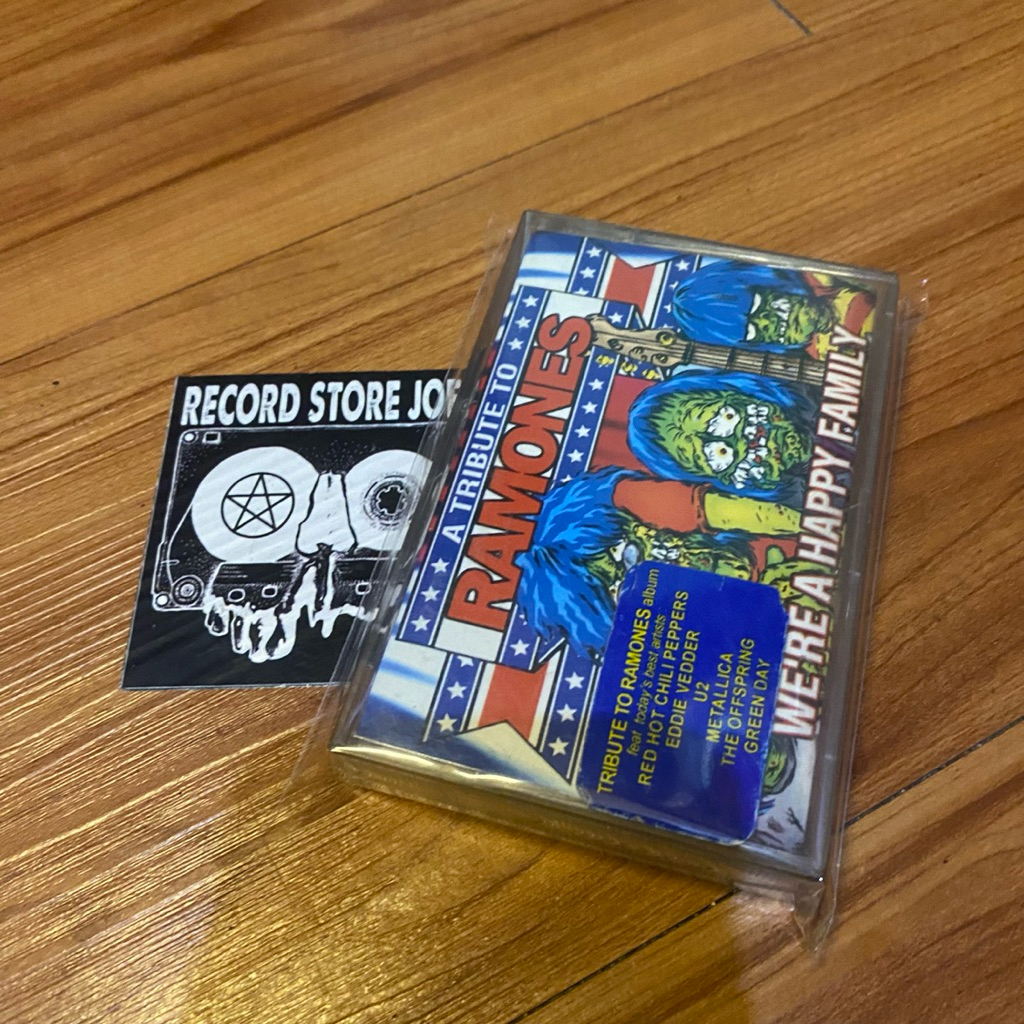 RECORD STORE JOE
A TRIBUTE TO
RAMONES
WE'RE A HAPPY FAMILY
TRIBUTE TO RAMONES album
feat today's best artists
RED HOT CHILI PEPPERS
EDDIE VEDDER
U2
METALLICA
THE OFFSPRING
GREEN DAY